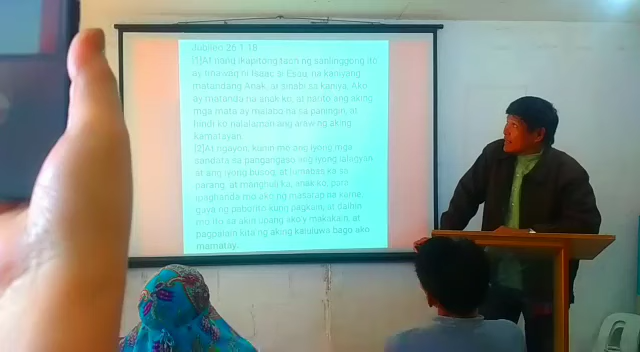 Jubileo 26:1-18
[1]At nang ikapitong taon ng sanlinggong ito
ay tinawag ni Isaac si Esau, na kaniyang
matandang Anak, at sinabi sa kaniya: Ako
ay matanda na anak ko, at narito ang aking
mga mata ay malabo na sa paningin, at
hindi ko nalalaman ang araw ng aking
kamatayan.
[2]At ngayon, kunin mo ang iyong mga
sandata na pangangaso ang iyong lalagyan
at ang iyong busog, at lumabas ka sa
parang, at manghuli ka, anak ko, para
ipaghanda mo ako ng masarap na karne,
gaya ng paborito kung pagkain, at dalhin
mo ito sa akin upang ako'y makakain, at
pagpalain kita ng aking kaluluwa bago ako
mamatay.